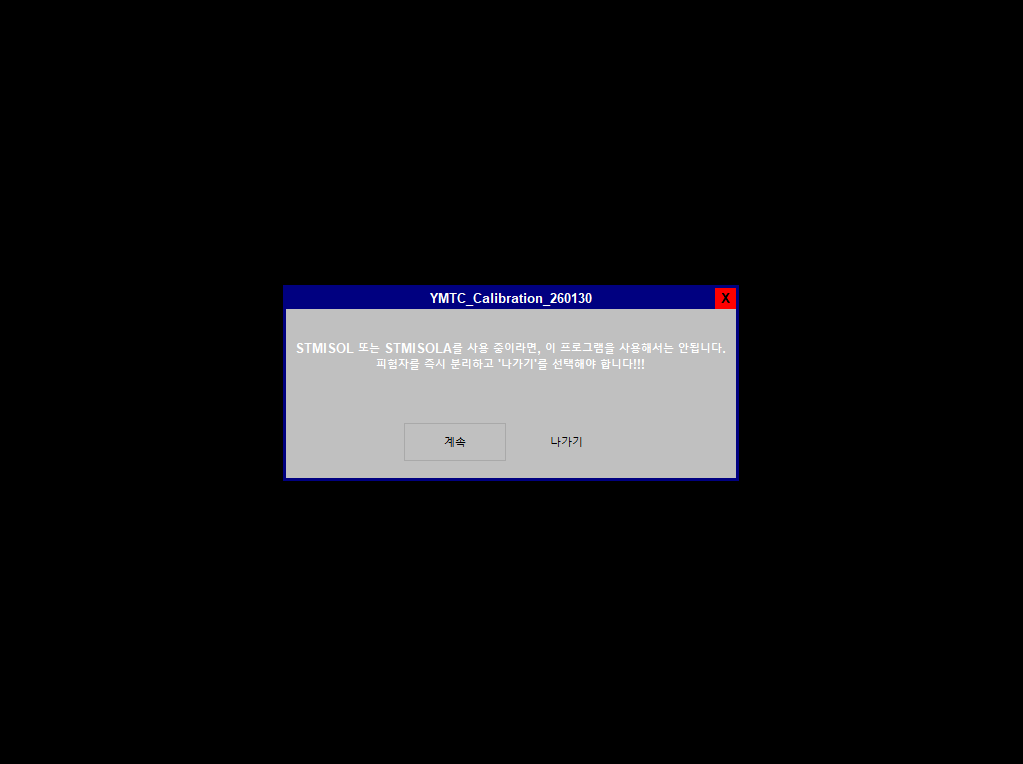 YMTC_Calibration_260130
X
STMISOL 또는 STMISOLA를 사용 중이라면, 이 프로그램을 사용해서는 안됩니다.
피험자를 즉시 분리하고 '나가기'를 선택해야 합니다!!!
계속
나가기